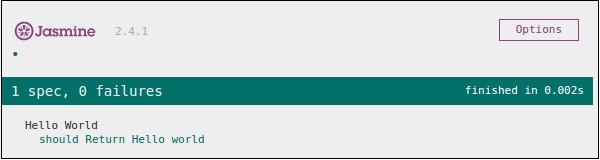 Jasmine 2.4.1 Options
1 spec, 0 failures finished in 0.002s
Hello World
should Return Hello world